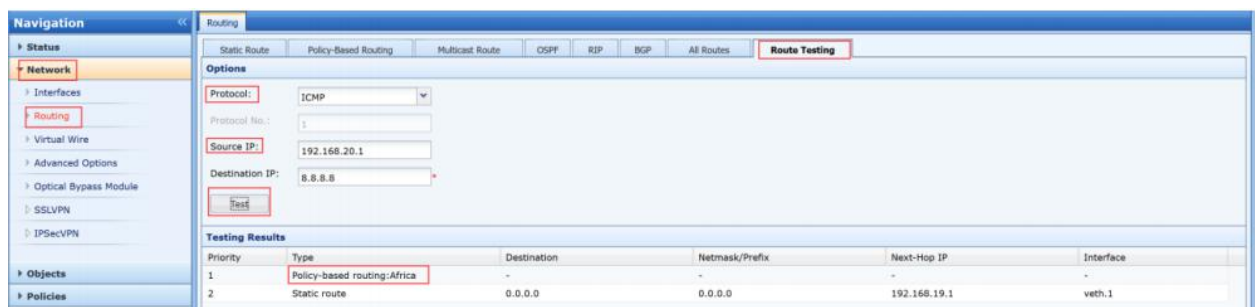 Navigation «
Status
Network
Interfaces
Routing
Virtual Wire
Advanced Options
Optical Bypass Module
SSLVPN
IPSecVPN
Objects
Policies
Routing
Static Route Policy-Based Routing Multicast Route OSPF RIP BGP All Routes Route Testing
Options
Protocol: ICMP
Protocol No.: 1
Source IP: 192.168.20.1
Destination IP: 8.8.8.8 *
Test
Testing Results
Priority Type Destination Netmask/Prefix Next-Hop IP Interface
1 Policy-based routing:Africa - - - -
2 Static route 0.0.0.0 0.0.0.0 192.168.19.1 veth.1